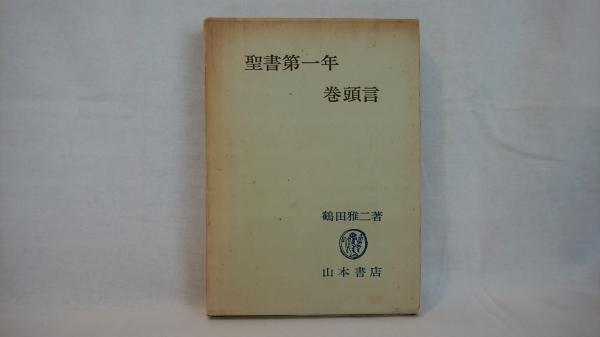 聖書第一年
巻頭言
鶴田雅二著
山本書店